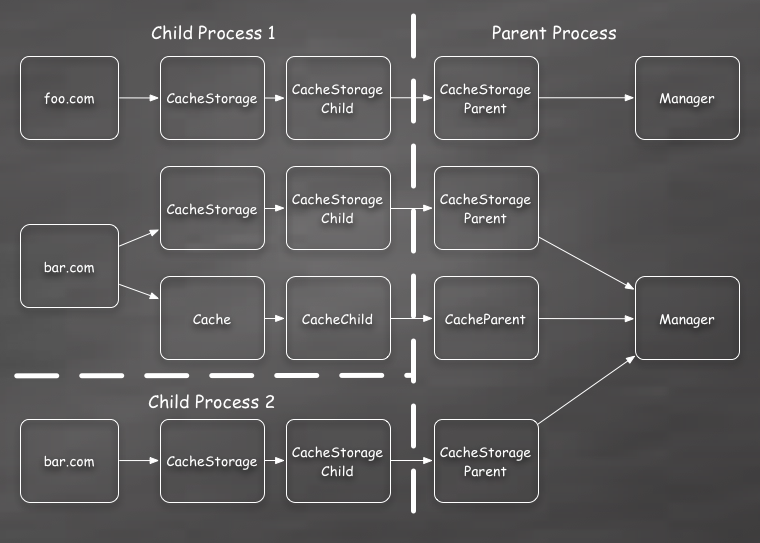 Child Process 1
Parent Process
foo.com
CacheStorage
CacheStorage
Child
CacheStorage
Parent
Manager
CacheStorage
CacheStorage
Child
CacheStorage
Parent
bar.com
Cache
CacheChild
CacheParent
Manager
Child Process 2
bar.com
CacheStorage
CacheStorage
Child
CacheStorage
Parent